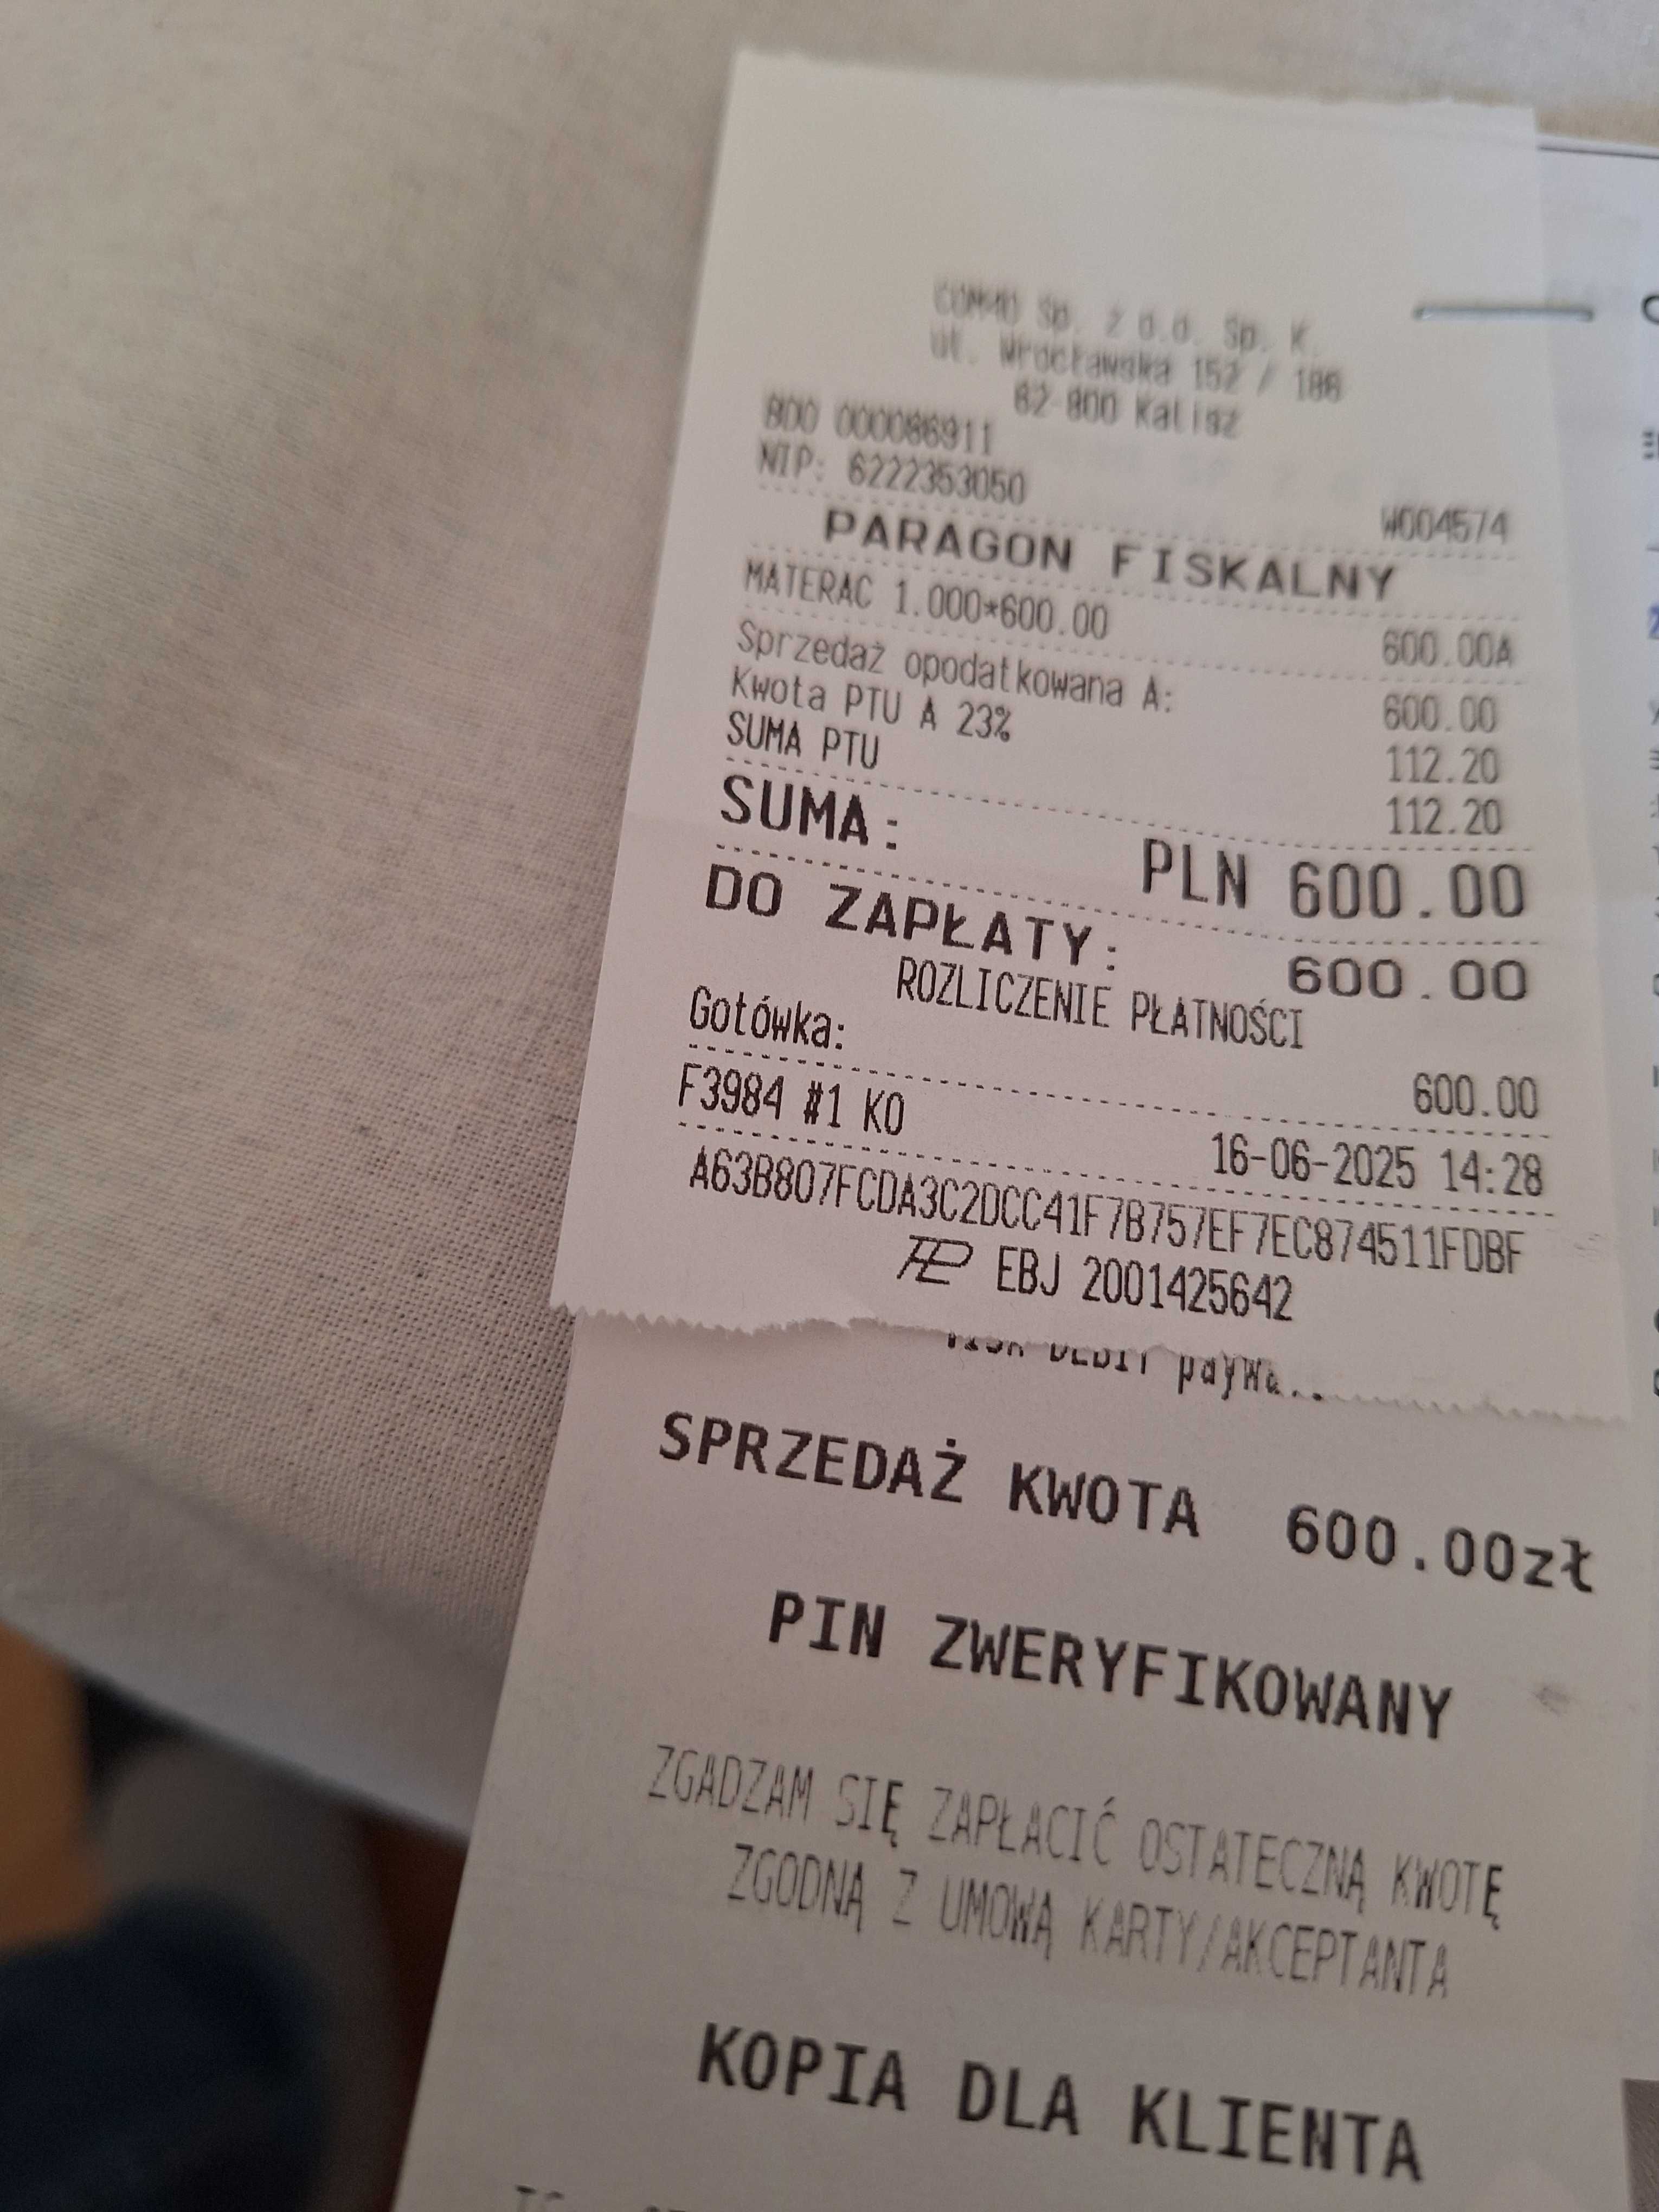 Sp. z o.o. Sp. K.
ul. Wrocławska 152 / 186
62-800 Kalisz
BDO 000086911
NIP: 6222353050
W004574
PARAGON FISKALNY
MATERAC 1.000*600.00 600.00A
Sprzedaż opodatkowana A: 600.00
Kwota PTU A 23% 112.20
SUMA PTU 112.20
SUMA: PLN 600.00
DO ZAPŁATY: 600.00
ROZLICZENIE PŁATNOŚCI
Gotówka: 600.00
F3984 #1 KO 16-06-2025 14:28
A63B807FCDA3C2DCC41F7B757EF7EC874511FDBF
EBJ 2001425642
VISA DEBIT
SPRZEDAŻ KWOTA 600.00zł
PIN ZWERYFIKOWANY
ZGADZAM SIĘ ZAPŁACIĆ OSTATECZNĄ KWOTĘ
ZGODNĄ Z UMOWĄ KARTY/AKCEPTANTA
KOPIA DLA KLIENTA